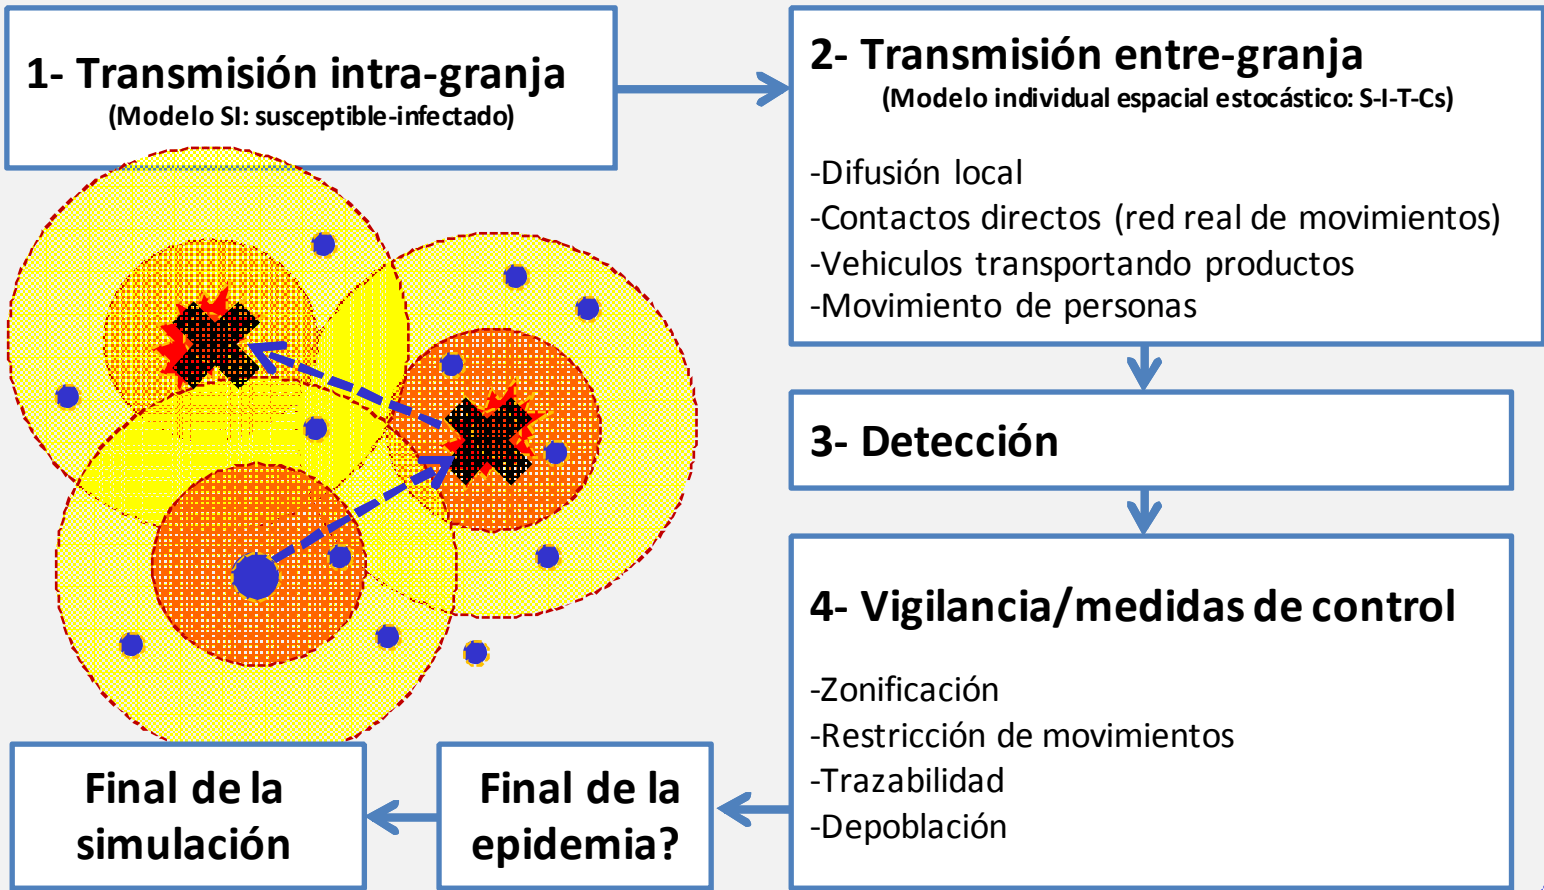 1- Transmisión intra-granja
(Modelo SI: susceptible-infectado)
2- Transmisión entre-granja
(Modelo individual espacial estocástico: S-I-T-Cs)
-Difusión local
-Contactos directos (red real de movimientos)
-Vehiculos transportando productos
-Movimiento de personas
3- Detección
4- Vigilancia/medidas de control
-Zonificación
-Restricción de movimientos
-Trazabilidad
-Depoblación
Final de la
epidemia?
Final de la
simulación